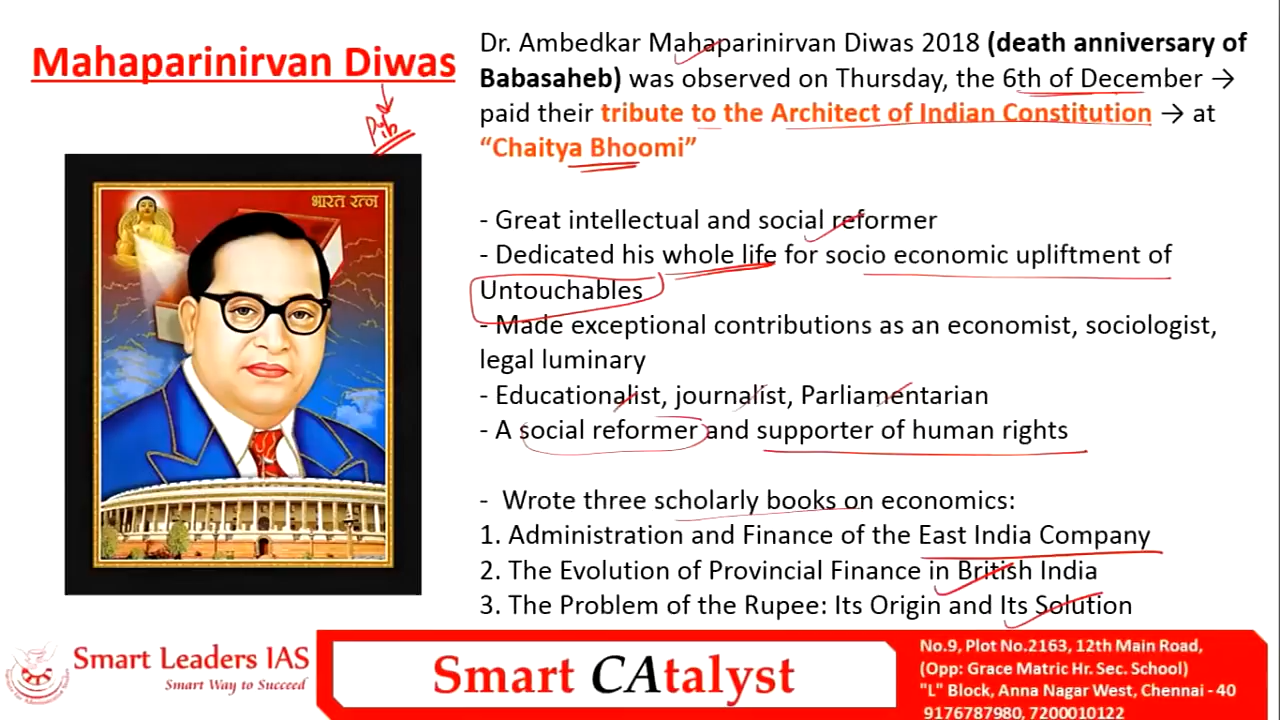 Mahaparinirvan Diwas
Pib
भारत रत्न
Dr. Ambedkar Mahaparinirvan Diwas 2018 (death anniversary of
Babasaheb) was observed on Thursday, the 6th of December →
paid their tribute to the Architect of Indian Constitution → at
“Chaitya Bhoomi”
- Great intellectual and social reformer
- Dedicated his whole life for socio economic upliftment of
Untouchables
- Made exceptional contributions as an economist, sociologist,
legal luminary
- Educationalist, journalist, Parliamentarian
- A social reformer and supporter of human rights
- Wrote three scholarly books on economics:
1. Administration and Finance of the East India Company
2. The Evolution of Provincial Finance in British India
3. The Problem of the Rupee: Its Origin and Its Solution
Smart Leaders IAS
Smart Way to Succeed
Smart CAtalyst
No.9, Plot No.2163, 12th Main Road,
(Opp: Grace Matric Hr. Sec. School)
"L" Block, Anna Nagar West, Chennai - 40
9176787980, 7200010122